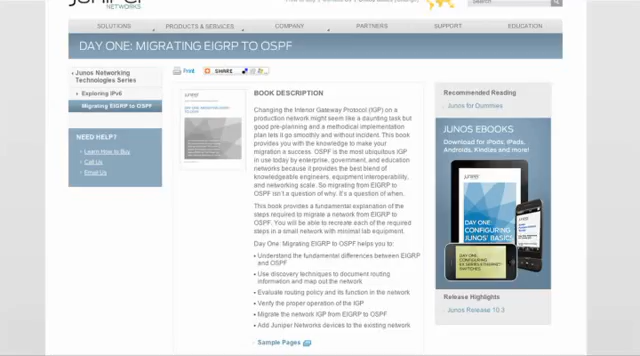 NETWORKS
Search
SOLUTIONS PRODUCTS & SERVICES COMPANY PARTNERS SUPPORT EDUCATION
DAY ONE: MIGRATING EIGRP TO OSPF
Junos Networking
Technologies Series
Exploring IPv6
Migrating EIGRP to OSPF
NEED HELP?
Learn How to Buy
Call Us
Email Us
Print SHARE
BOOK DESCRIPTION
Changing the Interior Gateway Protocol (IGP) on a
production network might seem like a daunting task but
good pre-planning and a methodical implementation
plan lets it go smoothly and without incident. This book
provides you with the knowledge to make your
migration a success. OSPF is the most ubiquitous IGP
in use today by enterprise, government, and education
networks because it provides the best blend of
knowledgeable engineers, equipment interoperability,
and networking scale. So migrating from EIGRP to
OSPF isn't a question of why. It's a question of when.
This book provides a fundamental explanation of the
steps required to migrate a network from EIGRP to
OSPF. You will be able to recreate each of the required
steps in a small network with minimal lab equipment.
Day One: Migrating EIGRP to OSPF helps you to:
• Understand the fundamental differences between EIGRP
and OSPF
• Use discovery techniques to document routing
information and map out the network
• Evaluate routing policy and its function in the network
• Verify the proper operation of the IGP
• Migrate the network IGP from EIGRP to OSPF
• Add Juniper Networks devices to the existing network
Sample Pages
Recommended Reading
Junos for Dummies
JUNOS EBOOKS
Download for iPads, iPods,
Androids, Kindles and more!
DAY ONE:
CONFIGURING
JUNOS BASICS
Release Highlights
Junos Release 10.3